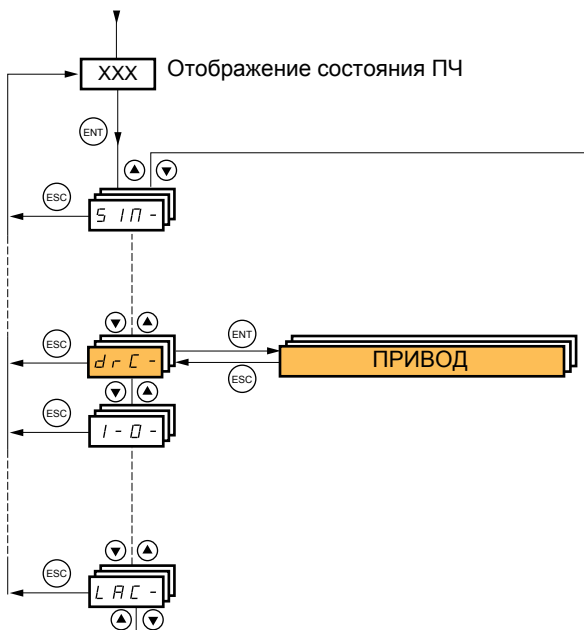 XXX Отображение состояния ПЧ
ENT
ESC
SIM-
ESC
ENT
drC-
ПРИВОД
ESC
ESC
I-O-
ESC
LAC-